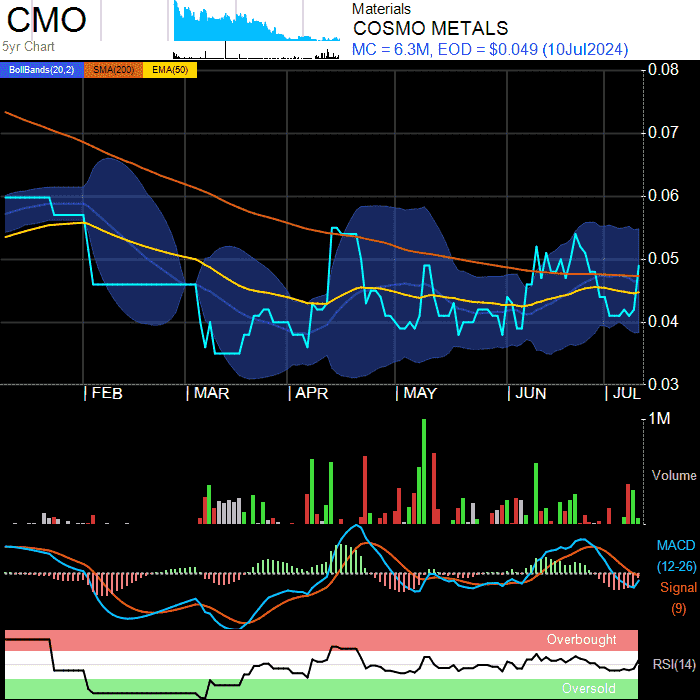 CMO
5yr Chart
Materials
COSMO METALS
MC = 6.3M, EOD = $0.049 (10Jul2024)
BollBands(20,2) SMA(200) EMA(50)
0.08
0.07
0.06
0.05
0.04
0.03
FEB MAR APR MAY JUN JUL
1M
Volume
MACD
(12-26)
Signal
(9)
Overbought
RSI(14)
Oversold